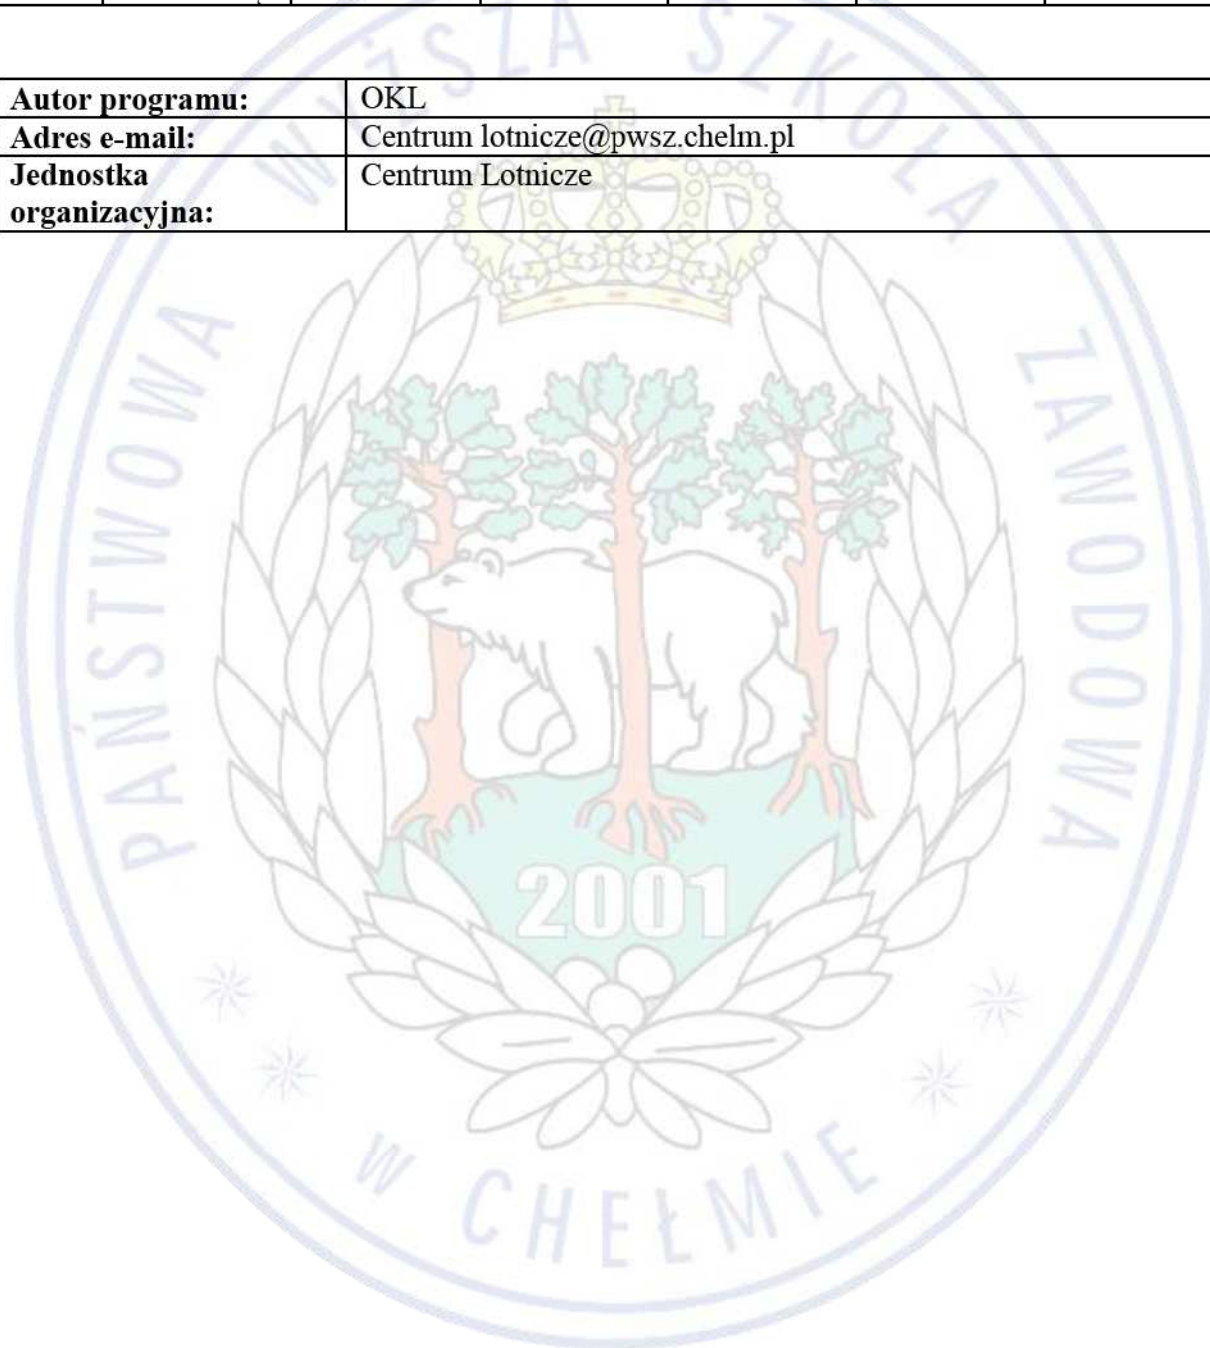 Autor programu: OKL
Adres e-mail: Centrum lotnicze@pwsz.chelm.pl
Jednostka Centrum Lotnicze
organizacyjna:
PAŃSTWOWA WYŻSZA SZKOŁA ZAWODOWA
2001
W CHEŁMIE